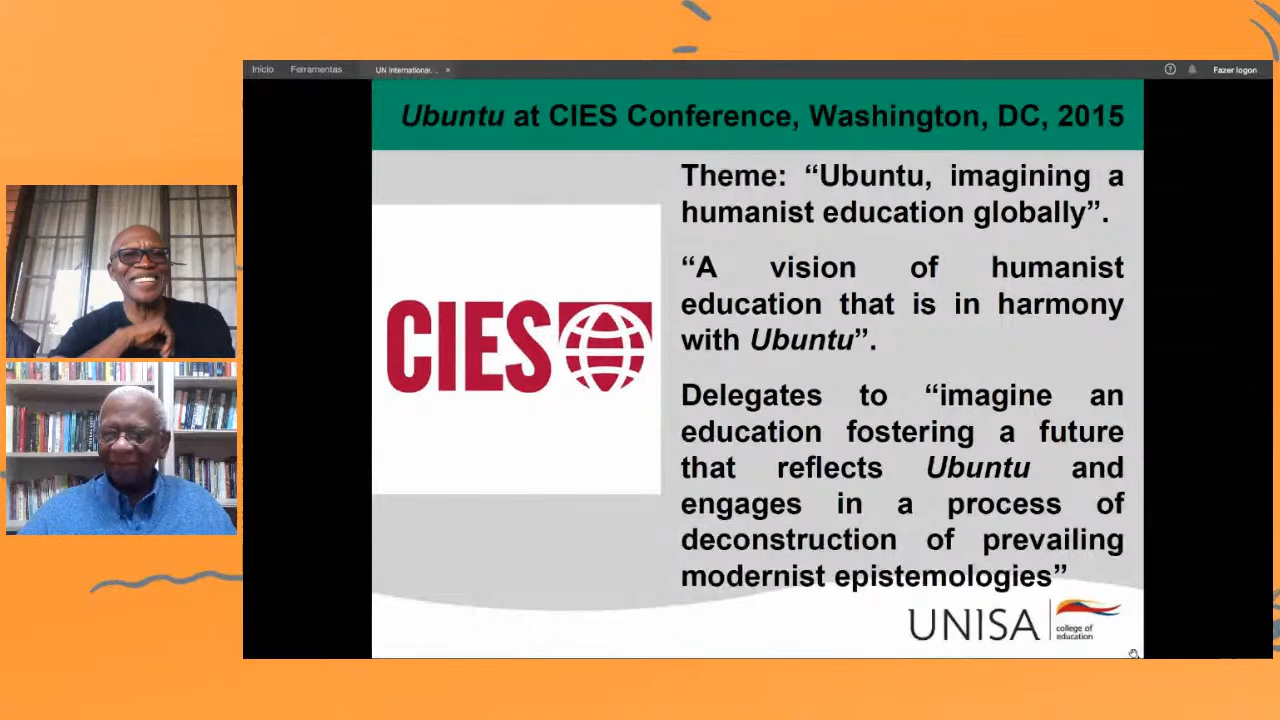 Início Ferramentas UN International... × ? Fazer logon
Ubuntu at CIES Conference, Washington, DC, 2015
Theme: “Ubuntu, imagining a
humanist education globally”.
“A vision of humanist
education that is in harmony
with Ubuntu”.
CIES
Delegates to “imagine an
education fostering a future
that reflects Ubuntu and
engages in a process of
deconstruction of prevailing
modernist epistemologies”
UNISA
college of
education